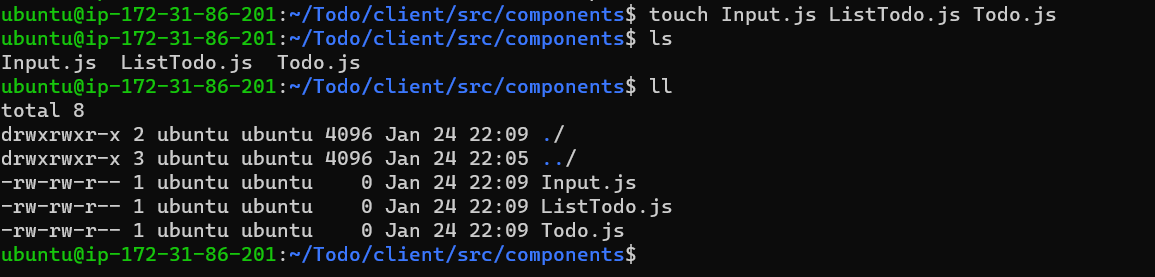 ubuntu@ip-172-31-86-201:~/Todo/client/src/components$ touch Input.js ListTodo.js Todo.js
ubuntu@ip-172-31-86-201:~/Todo/client/src/components$ ls
Input.js  ListTodo.js  Todo.js
ubuntu@ip-172-31-86-201:~/Todo/client/src/components$ ll
total 8
drwxrwxr-x 2 ubuntu ubuntu 4096 Jan 24 22:09 ./
drwxrwxr-x 3 ubuntu ubuntu 4096 Jan 24 22:05 ../
-rw-rw-r-- 1 ubuntu ubuntu    0 Jan 24 22:09 Input.js
-rw-rw-r-- 1 ubuntu ubuntu    0 Jan 24 22:09 ListTodo.js
-rw-rw-r-- 1 ubuntu ubuntu    0 Jan 24 22:09 Todo.js
ubuntu@ip-172-31-86-201:~/Todo/client/src/components$